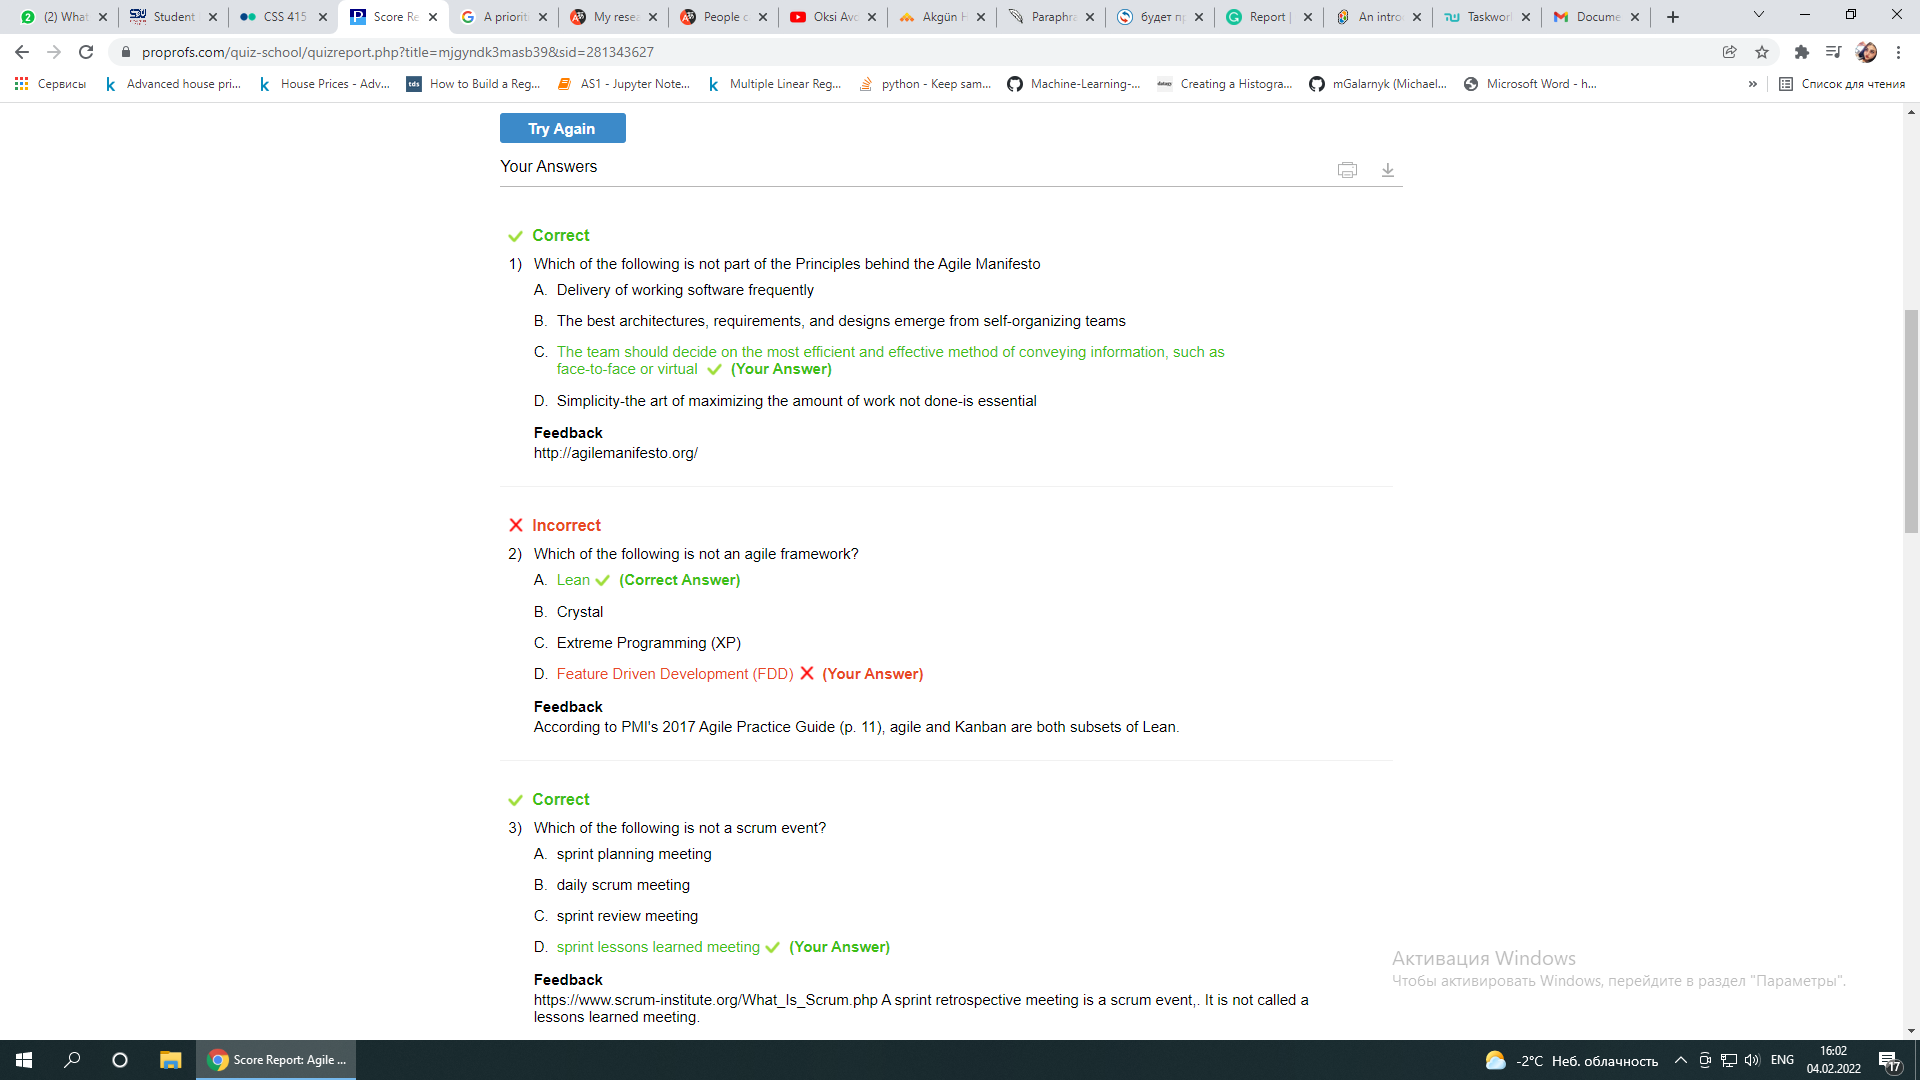 (2) What
Student
CSS 415
Score Re
A priorit
My resea
People c
Oksi Avo
Akgün H
Paraphra
будет пр
Report |
An intro
Taskwor
Docume
proprofs.com/quiz-school/quizreport.php?title=mjgyndk3masb39&sid=281343627
Сервисы
Advanced house pri...
House Prices - Adv...
How to Build a Reg...
AS1 - Jupyter Note...
Multiple Linear Reg...
python - Keep sam...
Machine-Learning-...
Creating a Histogra...
mGalarnyk (Michael...
Microsoft Word - h...
»
Список для чтения
Try Again
Your Answers
Correct
1) Which of the following is not part of the Principles behind the Agile Manifesto
A. Delivery of working software frequently
B. The best architectures, requirements, and designs emerge from self-organizing teams
C. The team should decide on the most efficient and effective method of conveying information, such as
face-to-face or virtual (Your Answer)
D. Simplicity-the art of maximizing the amount of work not done-is essential
Feedback
http://agilemanifesto.org/
Incorrect
2) Which of the following is not an agile framework?
A. Lean (Correct Answer)
B. Crystal
C. Extreme Programming (XP)
D. Feature Driven Development (FDD) (Your Answer)
Feedback
According to PMI's 2017 Agile Practice Guide (p. 11), agile and Kanban are both subsets of Lean.
Correct
3) Which of the following is not a scrum event?
A. sprint planning meeting
B. daily scrum meeting
C. sprint review meeting
D. sprint lessons learned meeting (Your Answer)
Feedback
https://www.scrum-institute.org/What_Is_Scrum.php A sprint retrospective meeting is a scrum event,. It is not called a
lessons learned meeting.
Активация Windows
Чтобы активировать Windows, перейдите в раздел "Параметры".
Score Report: Agile ...
-2°C Неб. облачность
ENG
16:02
04.02.2022
17